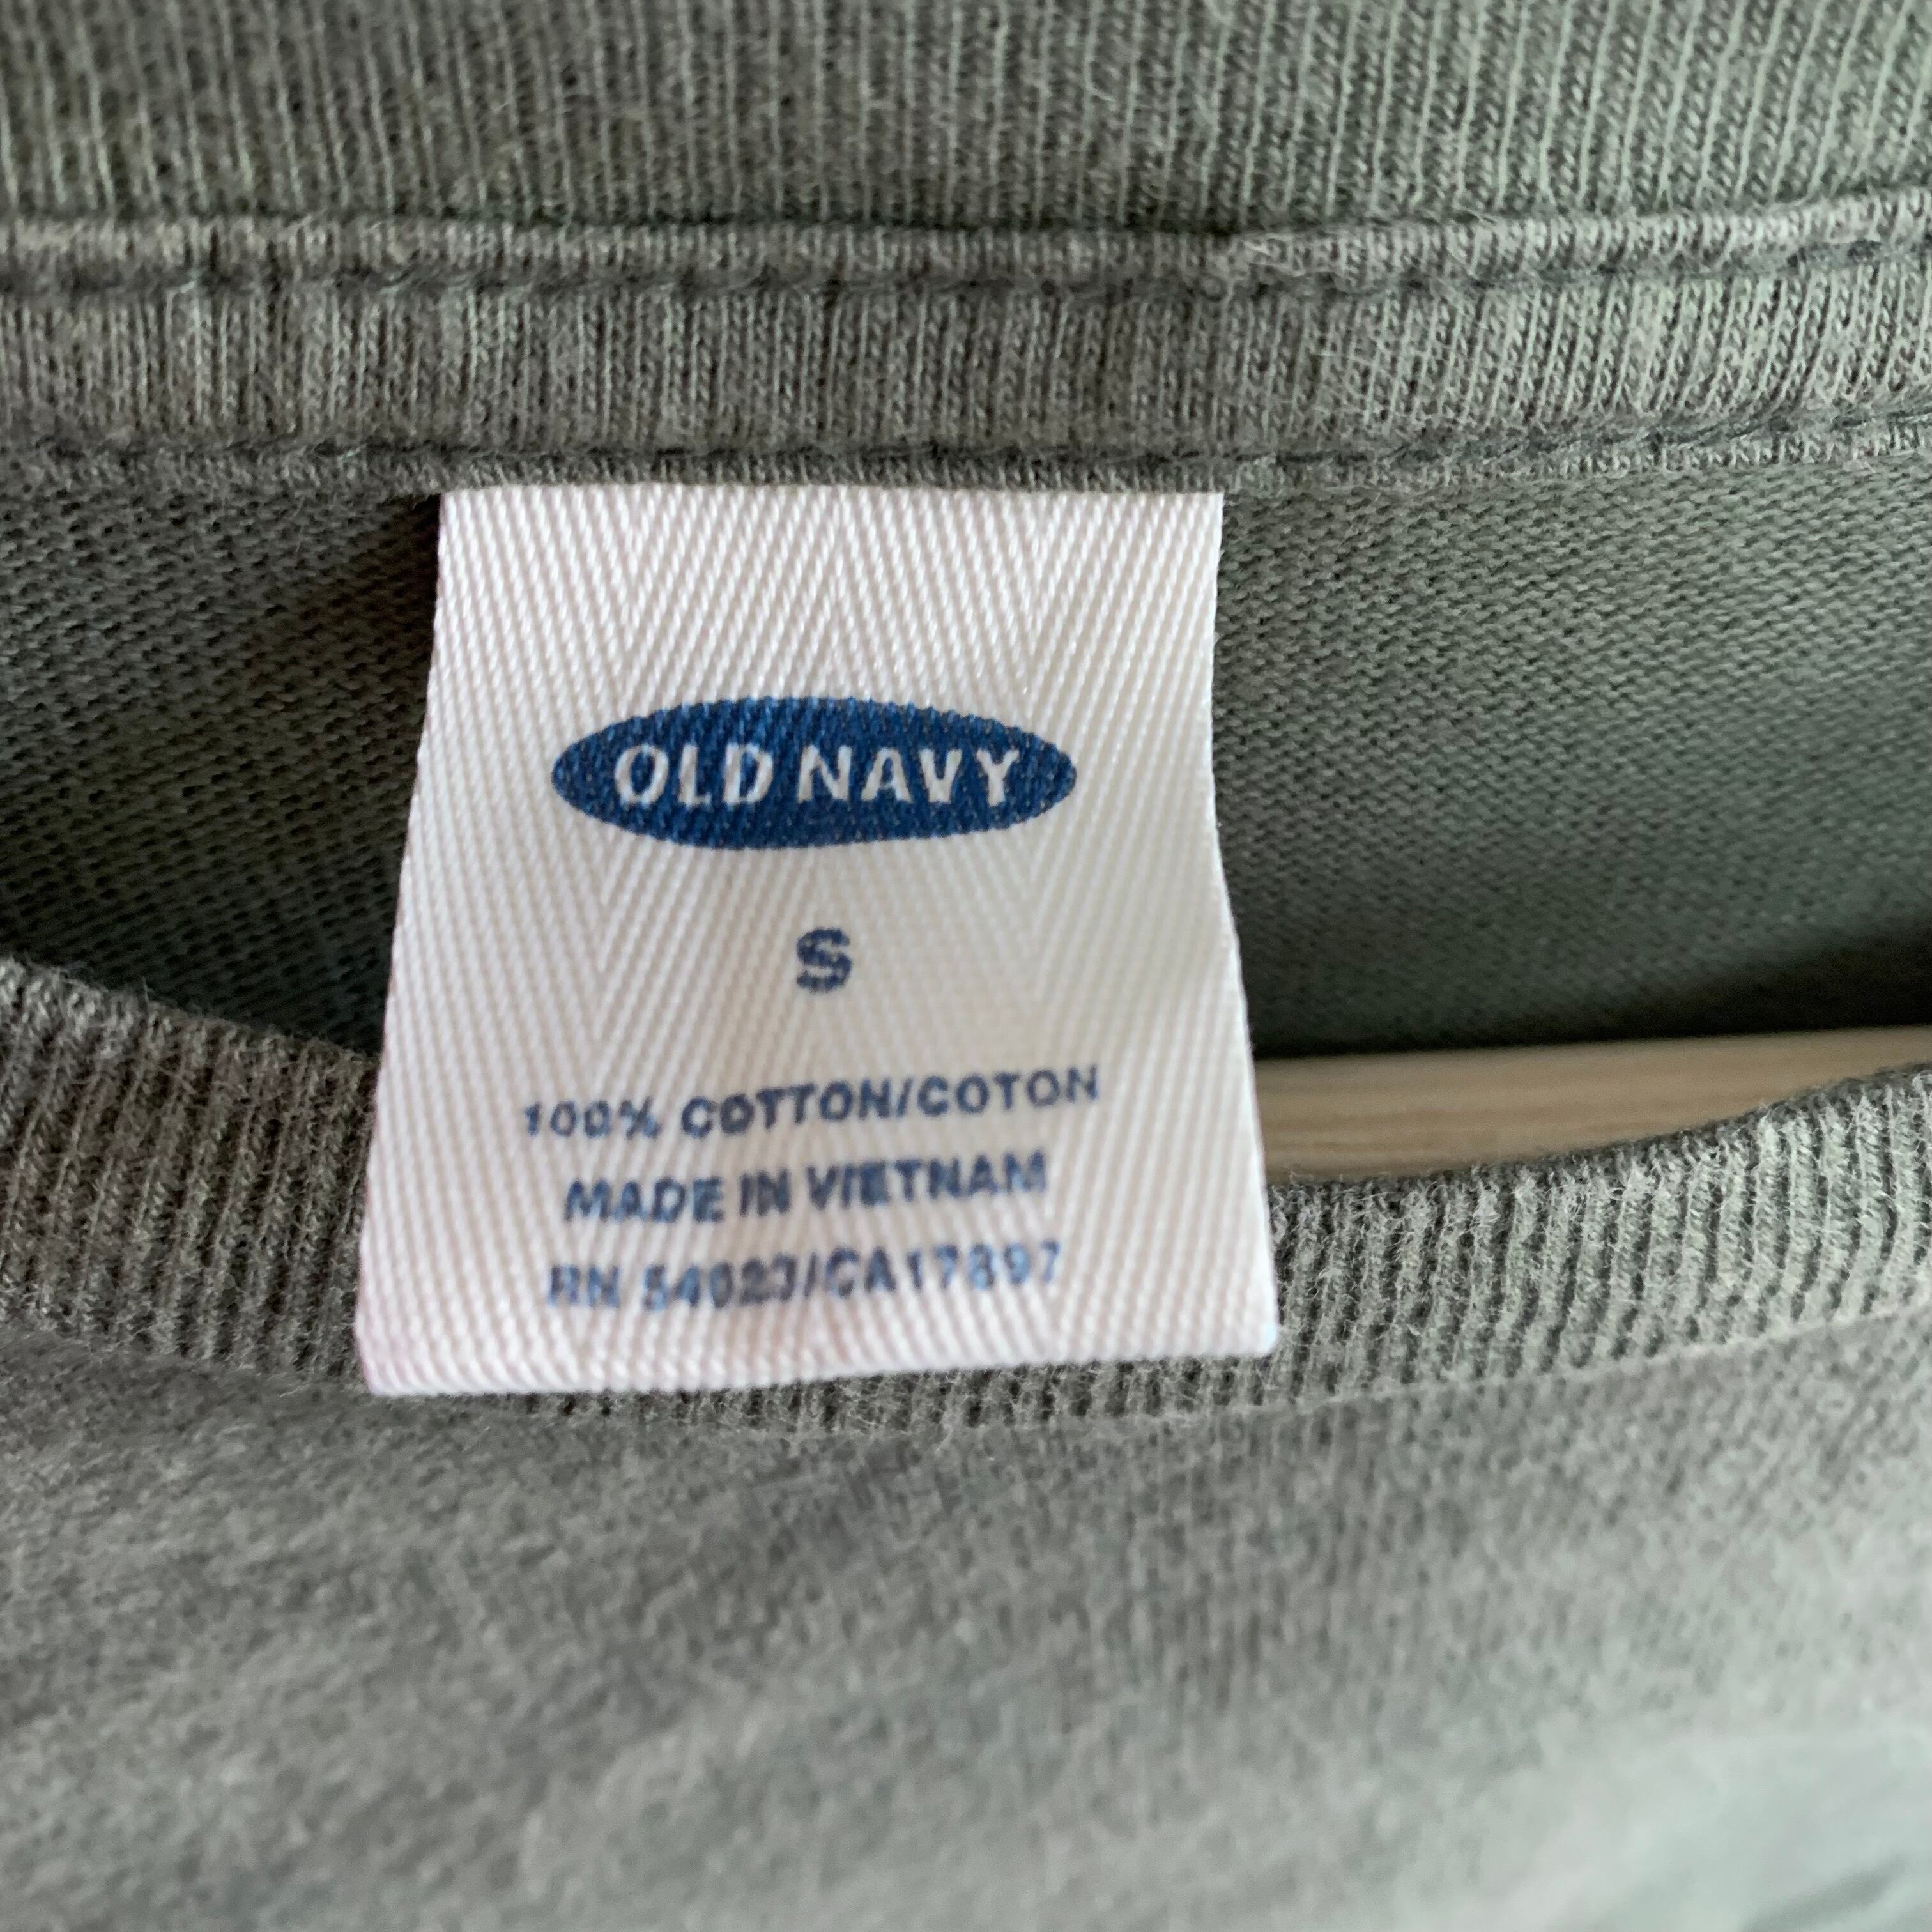 OLD NAVY
S
100% COTTON/COTON
MADE IN VIETNAM
RN 54023/CA17897